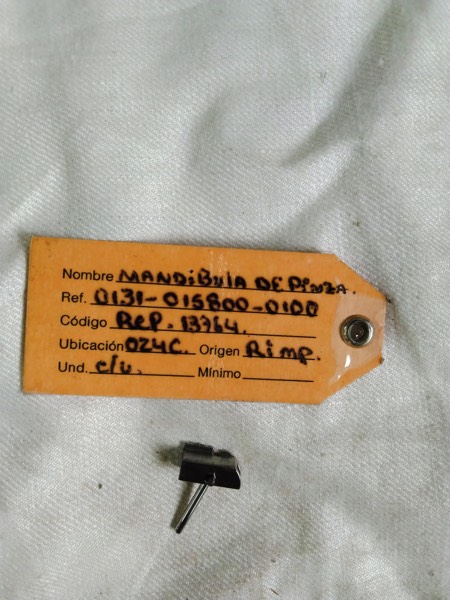 Nombre MANDiBULA DE PINZA.
Ref. 0131-015800-0100
Código Rep. 13764.
Ubicación 024C. Origen Rimp.
Und. c/u. Mínimo